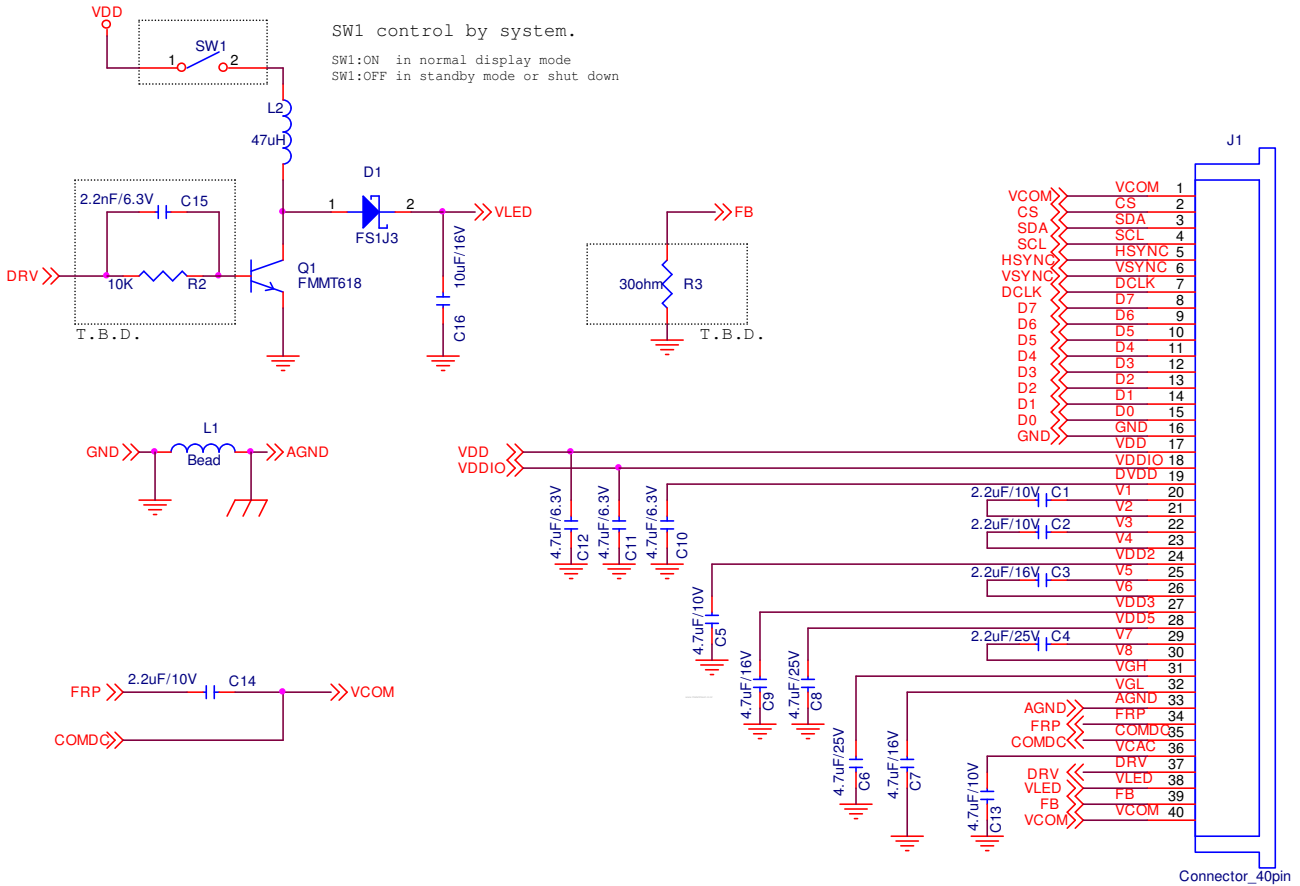 VDD
SW1 control by system.
SW1
1 2
SW1:ON in normal display mode
SW1:OFF in standby mode or shut down
L2
47uH
D1
1 2
FS1J3
VLED
10uF/16V
C16
2.2nF/6.3V C15
DRV
10K R2
Q1
FMMT618
T.B.D.
FB
30ohm R3
T.B.D.
L1
GND AGND
Bead
VDD
VDDIO
4.7uF/6.3V
C12
4.7uF/6.3V
C11
4.7uF/6.3V
C10
4.7uF/10V
C5
4.7uF/16V
C9
4.7uF/25V
C8
4.7uF/25V
C6
4.7uF/16V
C7
4.7uF/10V
C13
FRP 2.2uF/10V C14 VCOM
COMDC
J1
VCOM VCOM 1
CS CS 2
SDA SDA 3
SCL SCL 4
HSYNC HSYNC 5
VSYNC VSYNC 6
DCLK DCLK 7
D7 D7 8
D6 D6 9
D5 D5 10
D4 D4 11
D3 D3 12
D2 D2 13
D1 D1 14
D0 D0 15
GND GND 16
VDD 17
VDDIO 18
DVDD 19
2.2uF/10V C1 V1 20
V2 21
2.2uF/10V C2 V3 22
V4 23
VDD2 24
2.2uF/16V C3 V5 25
V6 26
VDD3 27
VDD5 28
2.2uF/25V C4 V7 29
V8 30
VGH 31
VGL 32
AGND AGND 33
FRP FRP 34
COMDC COMDC 35
VCAC 36
DRV DRV 37
VLED VLED 38
FB FB 39
VCOM VCOM 40
Connector_40pin